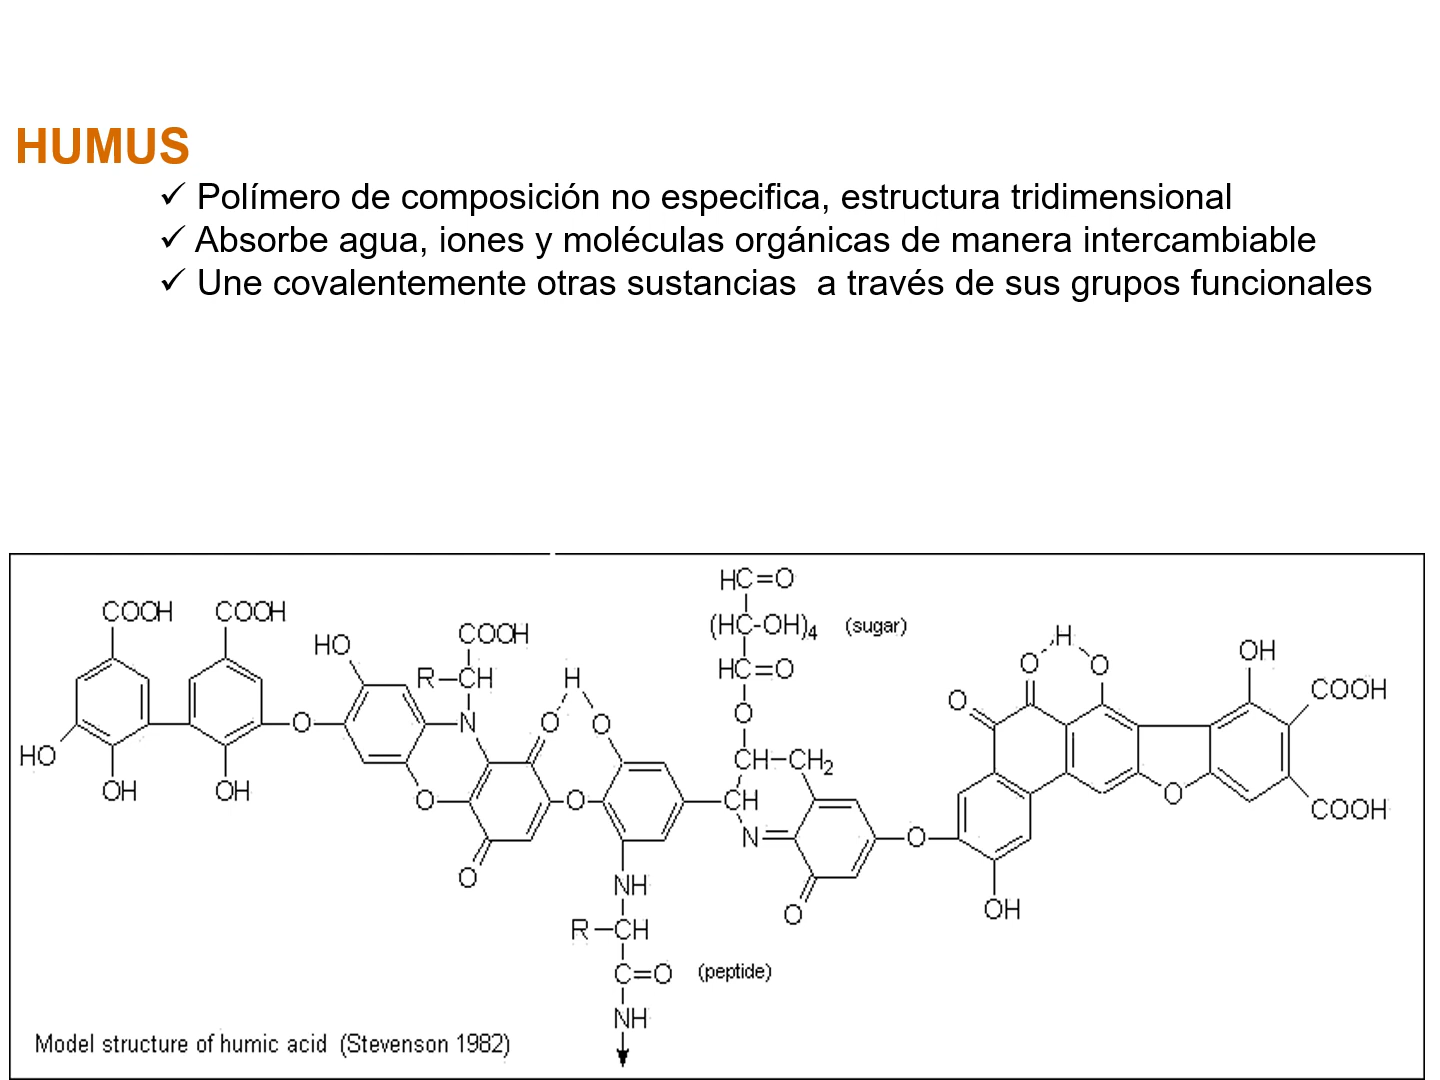 HUMUS
✓ Polímero de composición no especifica, estructura tridimensional
✓ Absorbe agua, iones y moléculas orgánicas de manera intercambiable
✓ Une covalentemente otras sustancias  a través de sus grupos funcionales
HC=O
(HC-OH)4 (sugar)
HC=O
O
CH-CH2
CH
N
COOH COOH
HO
COOH
R-CH
N
H
O O
O
HO
OH OH
O
O
O
NH
R-CH
C=O (peptide)
NH
O
O
H
O O
O
OH
COOH
COOH
O
OH
Model structure of humic acid (Stevenson 1982)